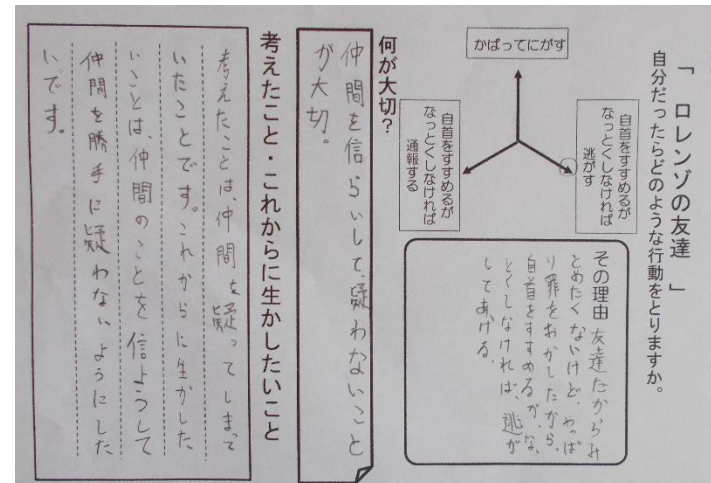 「 ロレンゾの友達 」
自分だったらどのような行動をとりますか。
かばってにがす
自首をすすめるが
なっとくしなければ
逃がす
自首をすすめるが
なっとくしなければ
通報する
その理由 友達だからみ
とめたくないけど、やっぱ
り罪をおかしたから、
自首をすすめるが、な
とくしなければ、逃が
してあげる。
何が大切?
仲間を信らいして、疑わないこと
が大切。
考えたこと・これからに生かしたいこと
考えたことは、仲間を疑ってしまって
いたことです。これからに生かした
いことは、仲間のことを信ようして
仲間を勝手に疑わないようにした
いです。